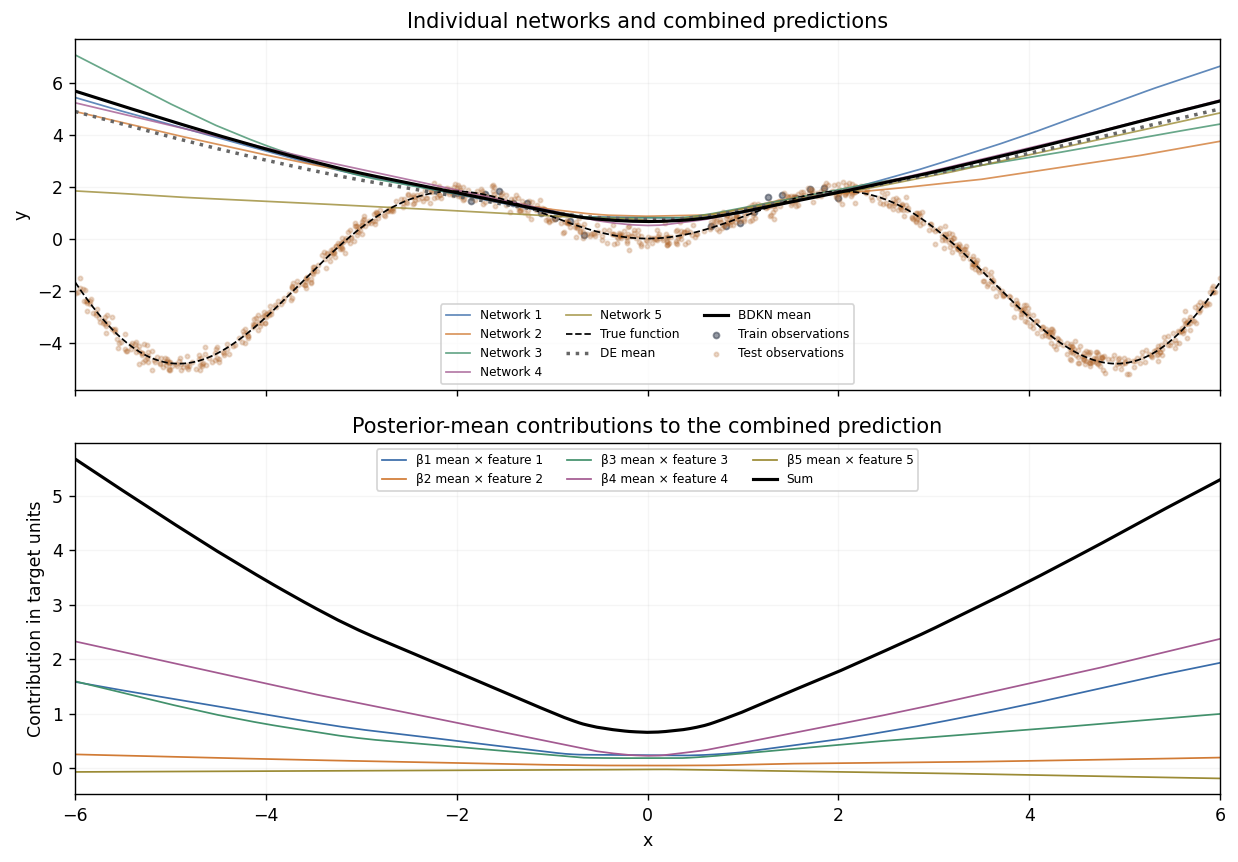 Individual networks and combined predictions
6
4
2
0
−2
−4
y
Network 1
Network 2
Network 3
Network 4
Network 5
True function
DE mean
BDKN mean
Train observations
Test observations
Posterior-mean contributions to the combined prediction
β1 mean × feature 1
β2 mean × feature 2
β3 mean × feature 3
β4 mean × feature 4
β5 mean × feature 5
Sum
5
4
3
2
1
0
Contribution in target units
−6
−4
−2
0
2
4
6
x